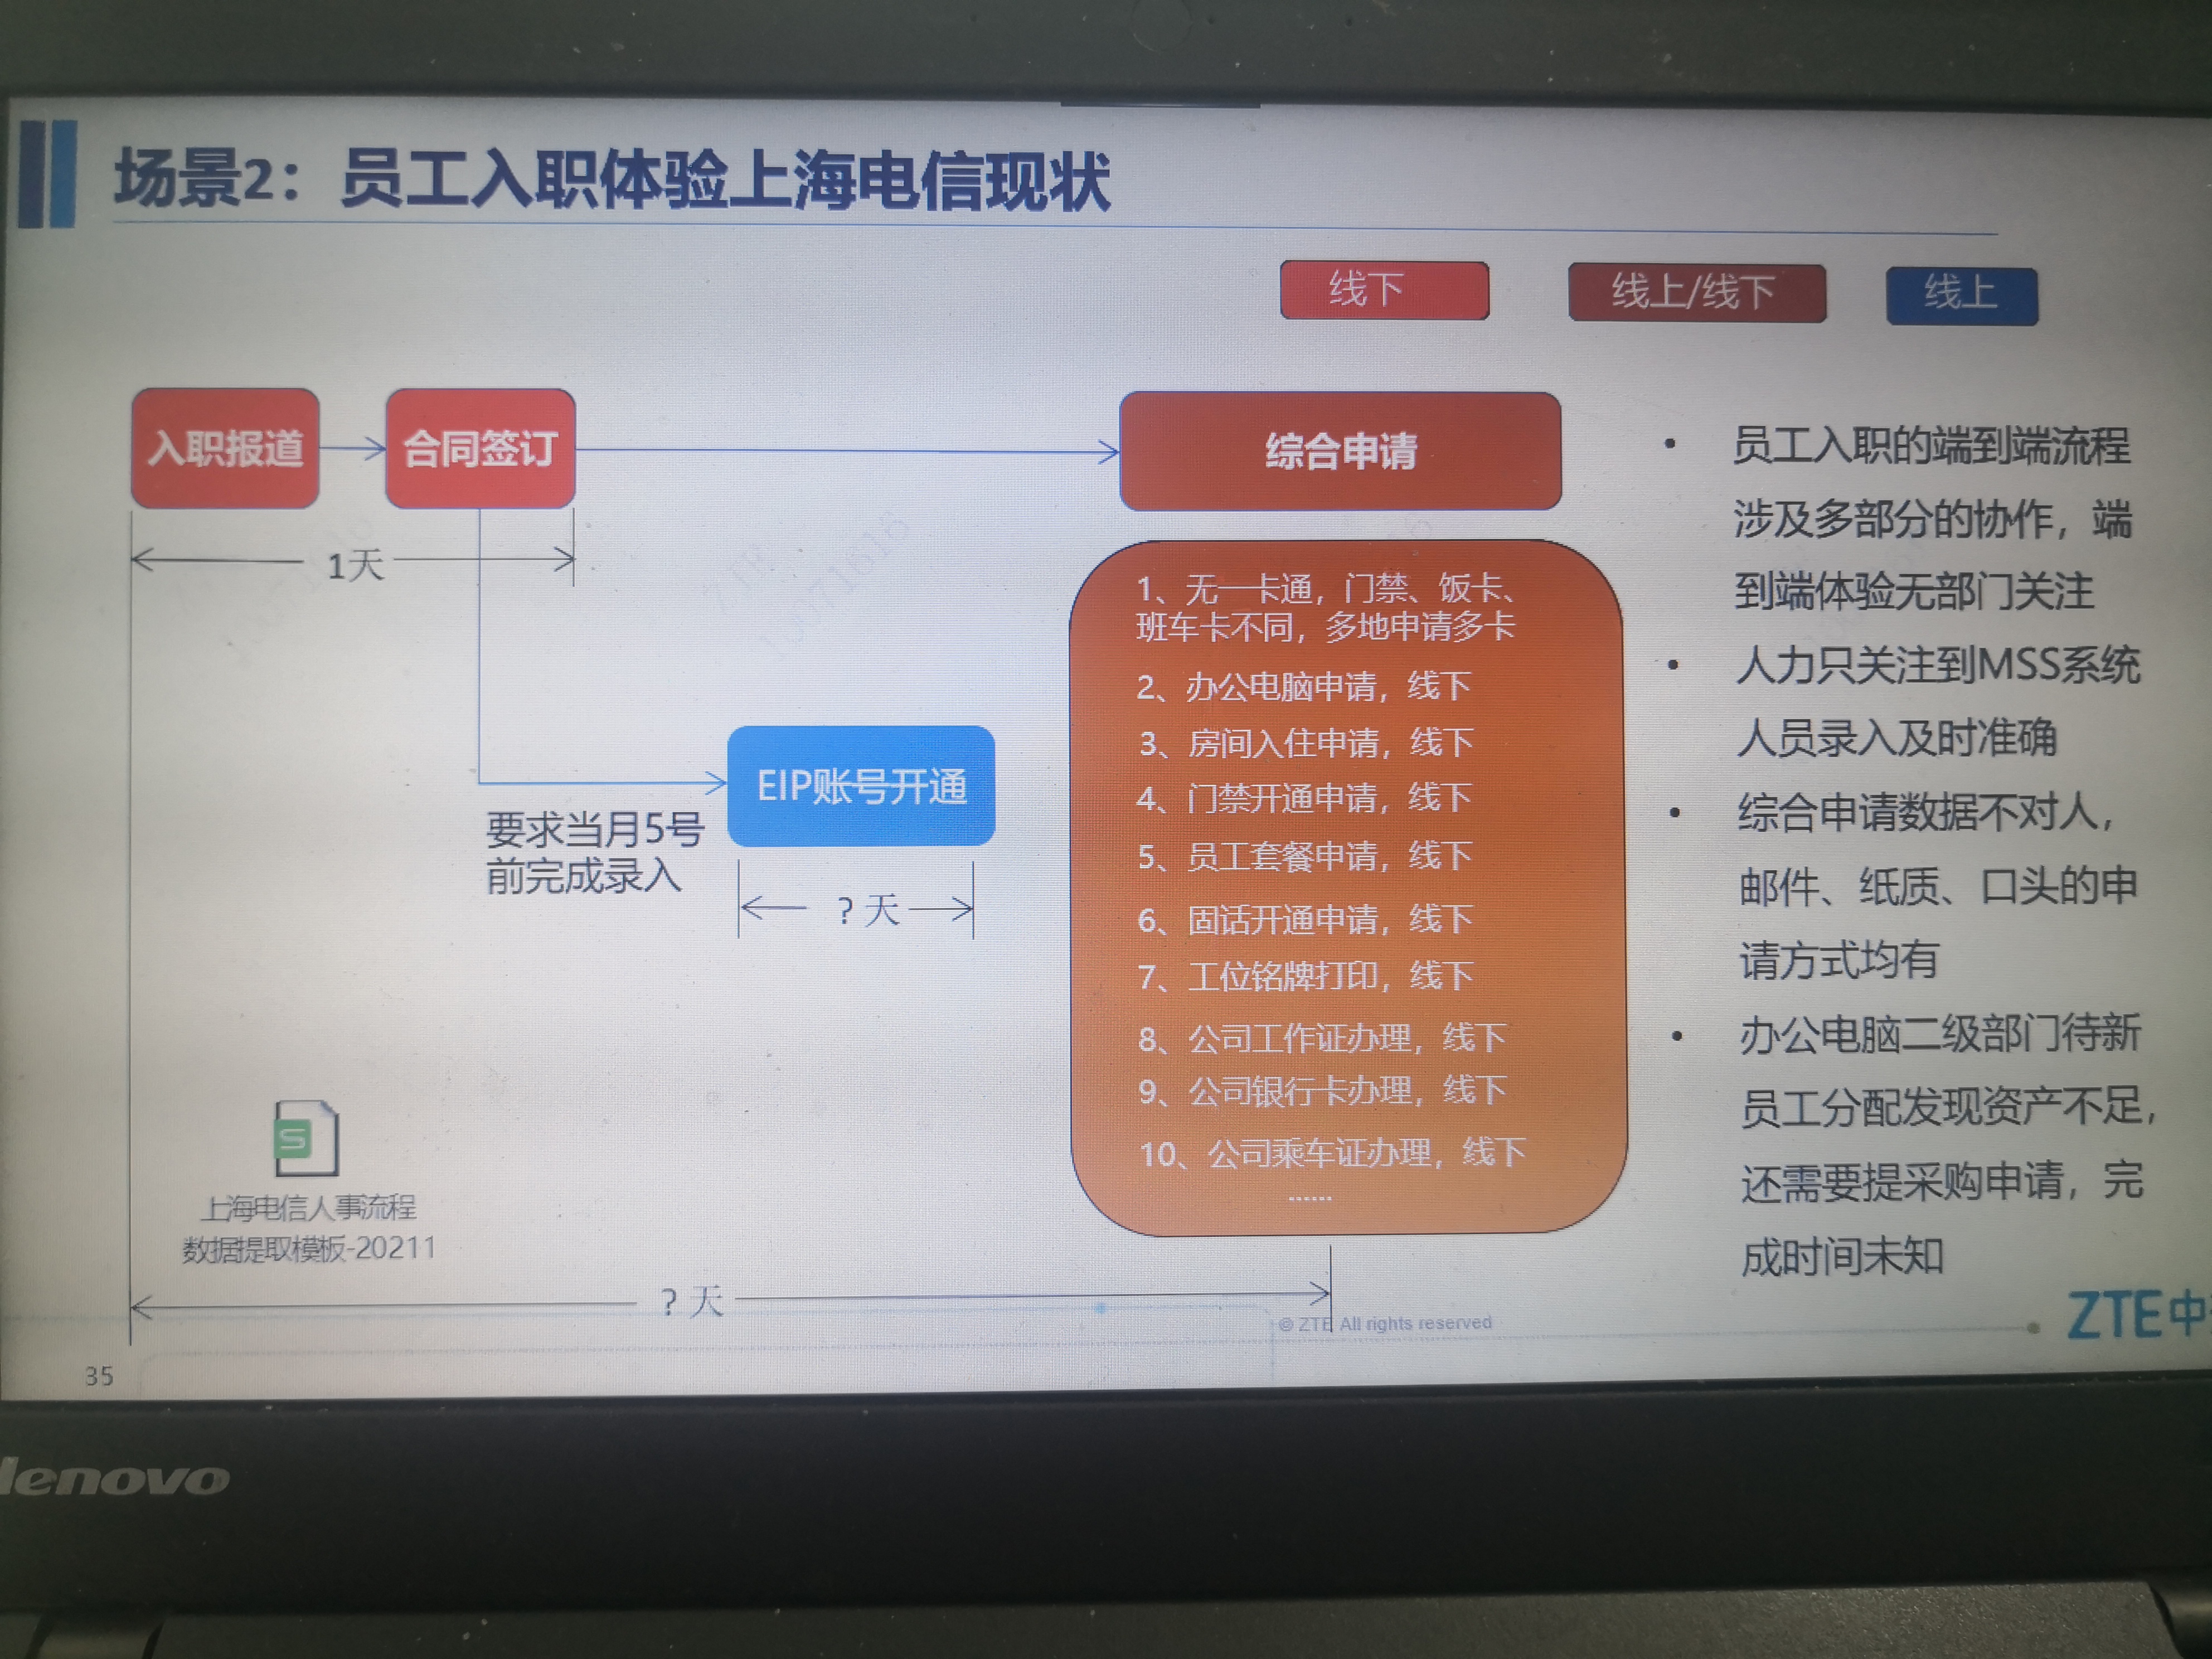 场景2：员工入职体验上海电信现状
线下
线上/线下
线上
入职报道
合同签订
综合申请
1天
EIP账号开通
要求当月5号
前完成录入
? 天
1、无一卡通，门禁、饭卡、
班车卡不同，多地申请多卡
2、办公电脑申请，线下
3、房间入住申请，线下
4、门禁开通申请，线下
5、员工套餐申请，线下
6、固话开通申请，线下
7、工位铭牌打印，线下
8、公司工作证办理，线下
9、公司银行卡办理，线下
10、公司乘车证办理，线下
......
• 员工入职的端到端流程
涉及多部分的协作，端
到端体验无部门关注
• 人力只关注到MSS系统
人员录入及时准确
• 综合申请数据不对人，
邮件、纸质、口头的申
请方式均有
• 办公电脑二级部门待新
员工分配发现资产不足，
还需要提采购申请，完
成时间未知
S
上海电信人事流程
数据提取模板-20211
? 天
© ZTE All rights reserved
ZTE中
35
lenovo